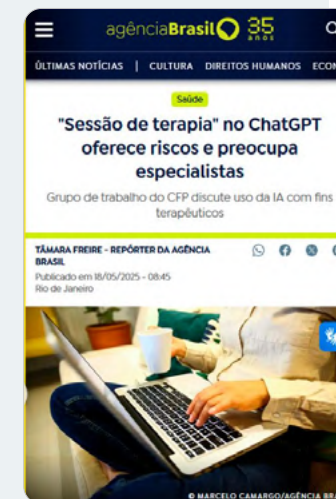 agênciaBrasil 35
anos
ÚLTIMAS NOTÍCIAS | CULTURA DIREITOS HUMANOS
Saúde
"Sessão de terapia" no ChatGPT
oferece riscos e preocupa
especialistas
Grupo de trabalho do CFP discute uso da IA com fins
terapêuticos
TÂMARA FREIRE - REPÓRTER DA AGÊNCIA
BRASIL
Publicado em 18/05/2025 - 08:45
Rio de Janeiro
© MARCELO CAMARGO/AGÊNCIA